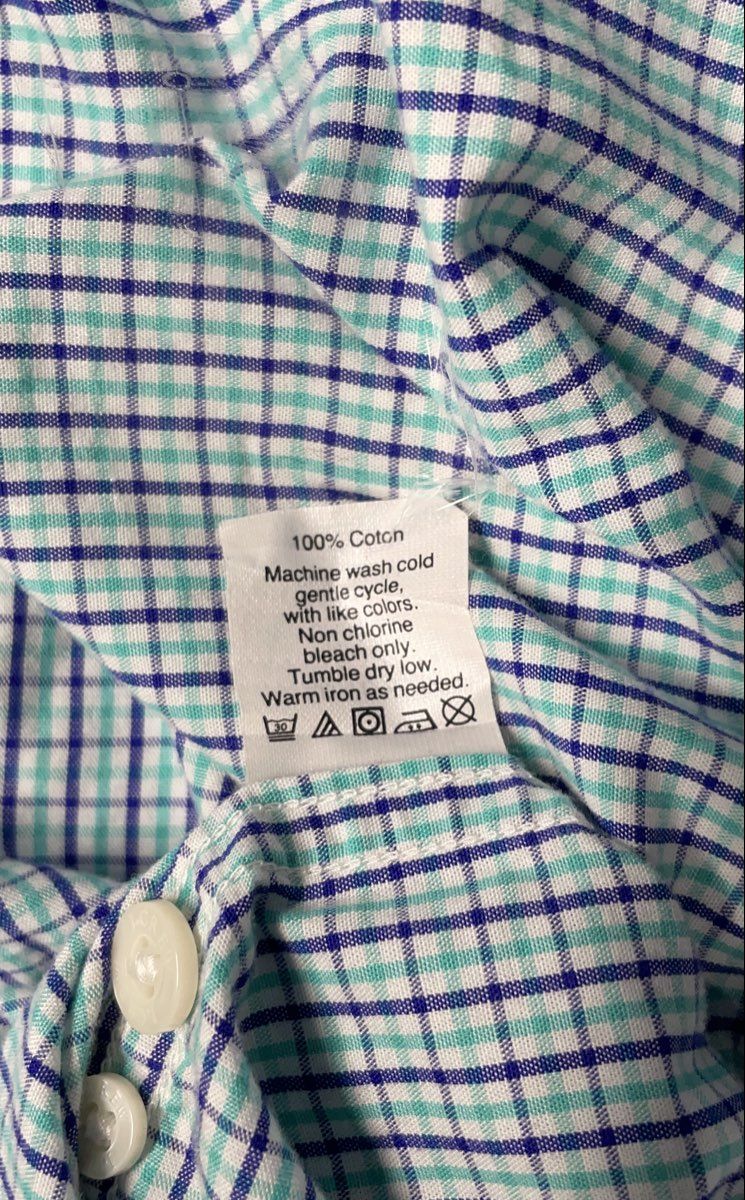 100% Coton
Machine wash cold
gentle cycle,
with like colors.
Non chlorine
bleach only.
Tumble dry low.
Warm iron as needed.
30